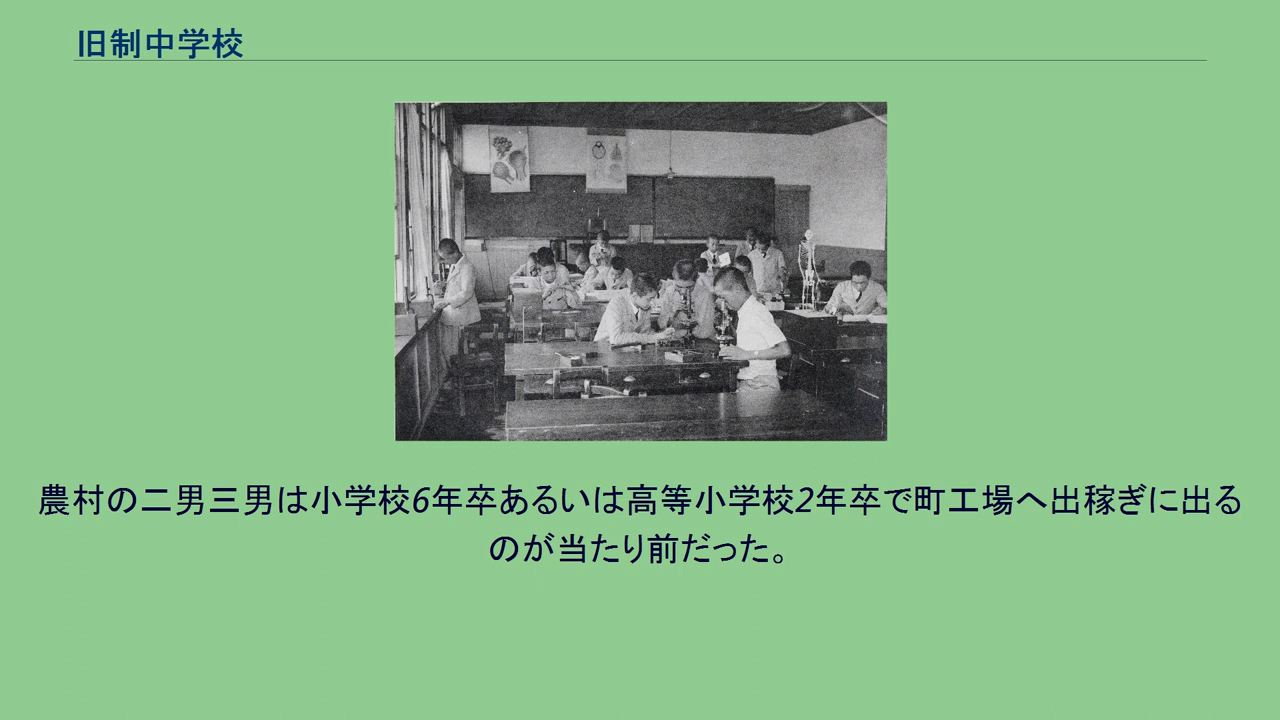 旧制中学校
農村の二男三男は小学校6年卒あるいは高等小学校2年卒で町工場へ出稼ぎに出る
のが当たり前だった。